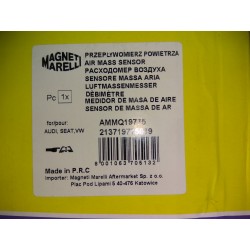 MAGNETI
MARELLI
Pc 1x
PRZEPŁYWOMIERZ POWIETRZA
AIR MASS SENSOR
РАСХОДОМЕР ВОЗДУХА
SENSORE MASSA ARIA
LUFTMASSENMESSER
DÉBIMÈTRE
MEDIDOR DE MASA DE AIRE
SENSOR DE MASSA DE AR
for/pour:
AUDI, SEAT,VW
Made in P.R.C
Importer: Magneti Marelli Aftermarket Sp. z o.o.
Plac Pod Lipami 5 40-476 Katowice